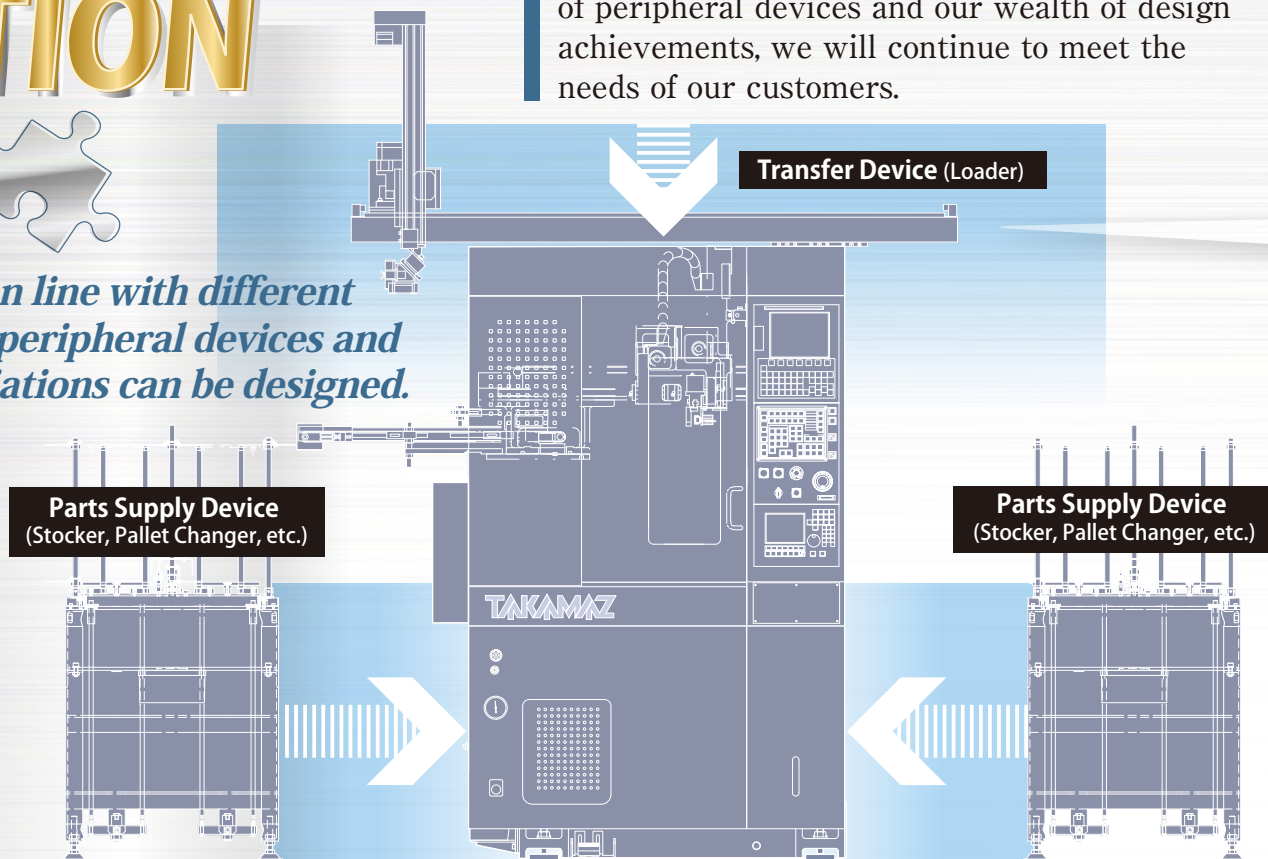 TION
of peripheral devices and our wealth of design
achievements, we will continue to meet the
needs of our customers.
Transfer Device (Loader)
n line with different
peripheral devices and
iations can be designed.
Parts Supply Device
(Stocker, Pallet Changer, etc.)
Parts Supply Device
(Stocker, Pallet Changer, etc.)
TAKAMAZ